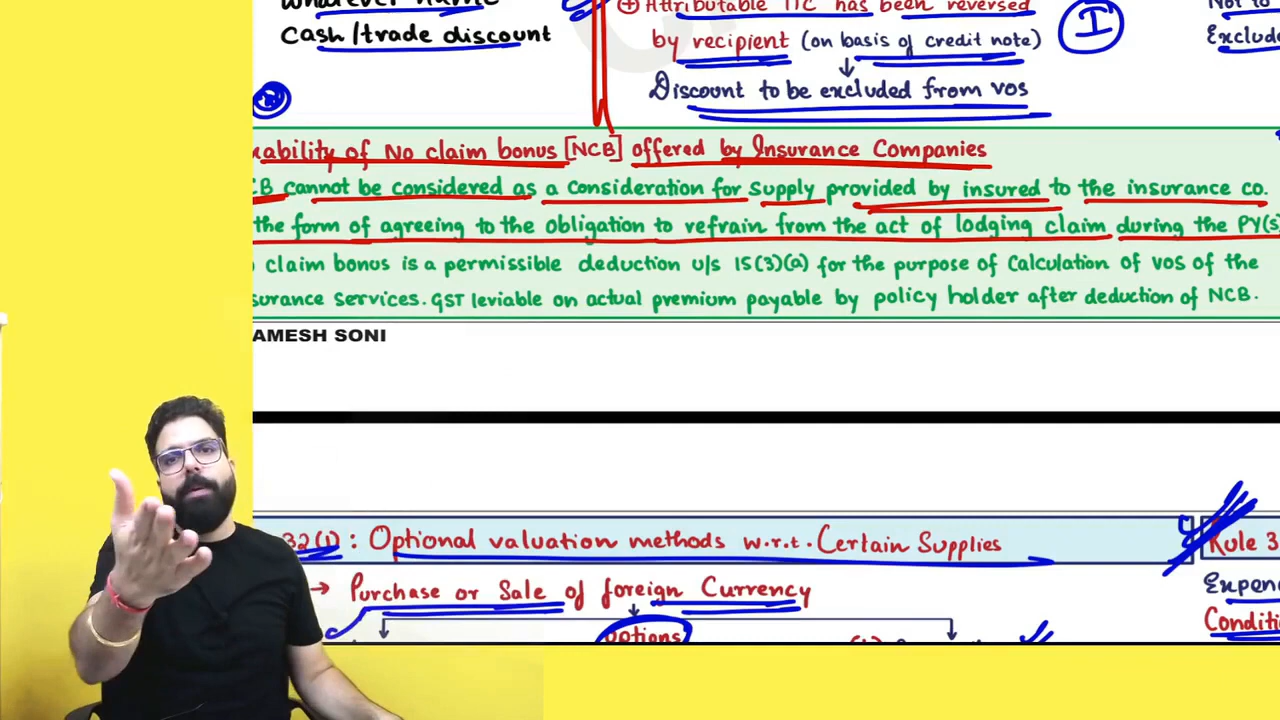 whatever name
Cash/trade discount
⊕ Attributable ITC has been reversed
by recipient (on basis of credit note)
↓
Discount to be excluded from VOS
I
Not to
Exclude
xability of No claim bonus [NCB] offered by Insurance Companies
CB cannot be considered as a consideration for supply provided by insured to the insurance co.
the form of agreeing to the obligation to refrain from the act of lodging claim during the PY(s
claim bonus is a permissible deduction u/s 15(3)(a) for the purpose of calculation of VOS of the
surance services. GST leviable on actual premium payable by policy holder after deduction of NCB.
AMESH SONI
32(1) : Optional valuation methods w.r.t. Certain Supplies
→ Purchase or Sale of foreign Currency
Options
Rule 3
Expen
Conditi